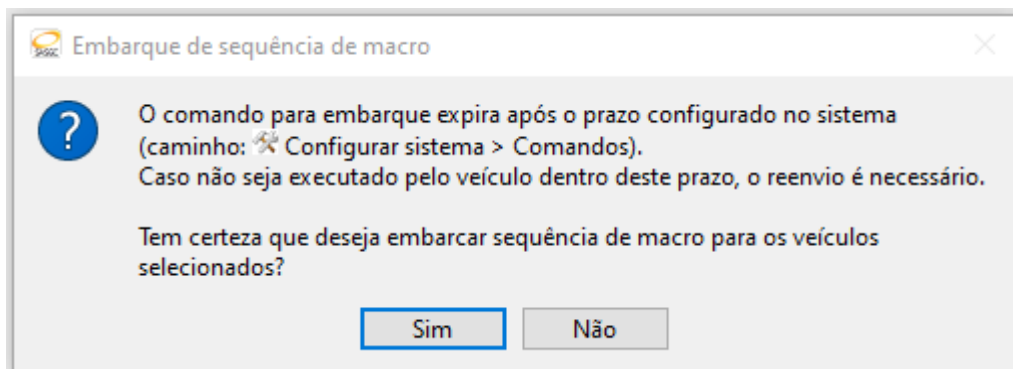 Embarque de sequência de macro
O comando para embarque expira após o prazo configurado no sistema
(caminho: Configurar sistema > Comandos).
Caso não seja executado pelo veículo dentro deste prazo, o reenvio é necessário.
Tem certeza que deseja embarcar sequência de macro para os veículos
selecionados?
Sim Não